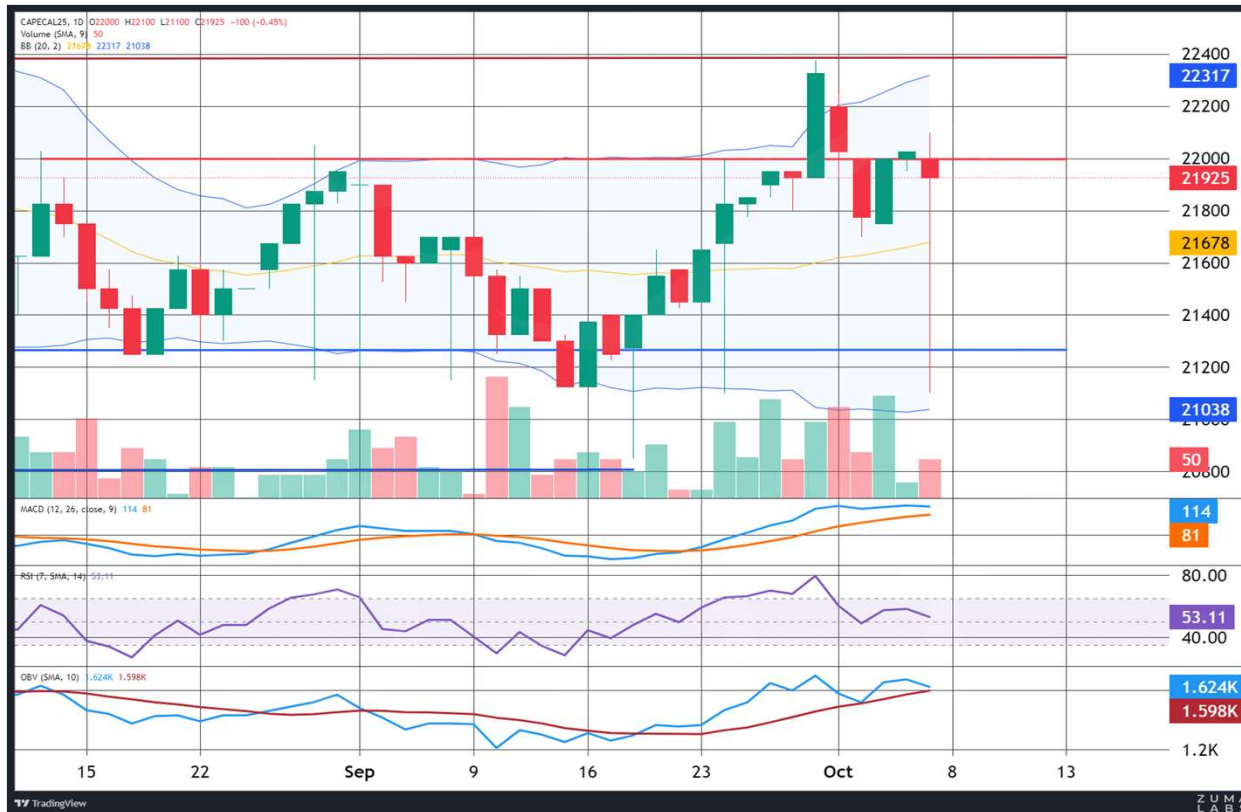 CAPECAL25, 1D O22000 H22100 L21100 C21925 −100 (−0.45%)
Volume (SMA, 9) 50
BB (20, 2) 21678 22317 21038
22400
22317
22200
22000
21925
21800
21678
21600
21400
21200
21038
50
20800
MACD (12, 26, close, 9) 114 81
114
81
RSI (7, SMA, 14) 53.11
80.00
53.11
40.00
OBV (SMA, 10) 1.624K 1.598K
1.624K
1.598K
1.2K
15 22 Sep 9 16 23 Oct 8 13
TradingView